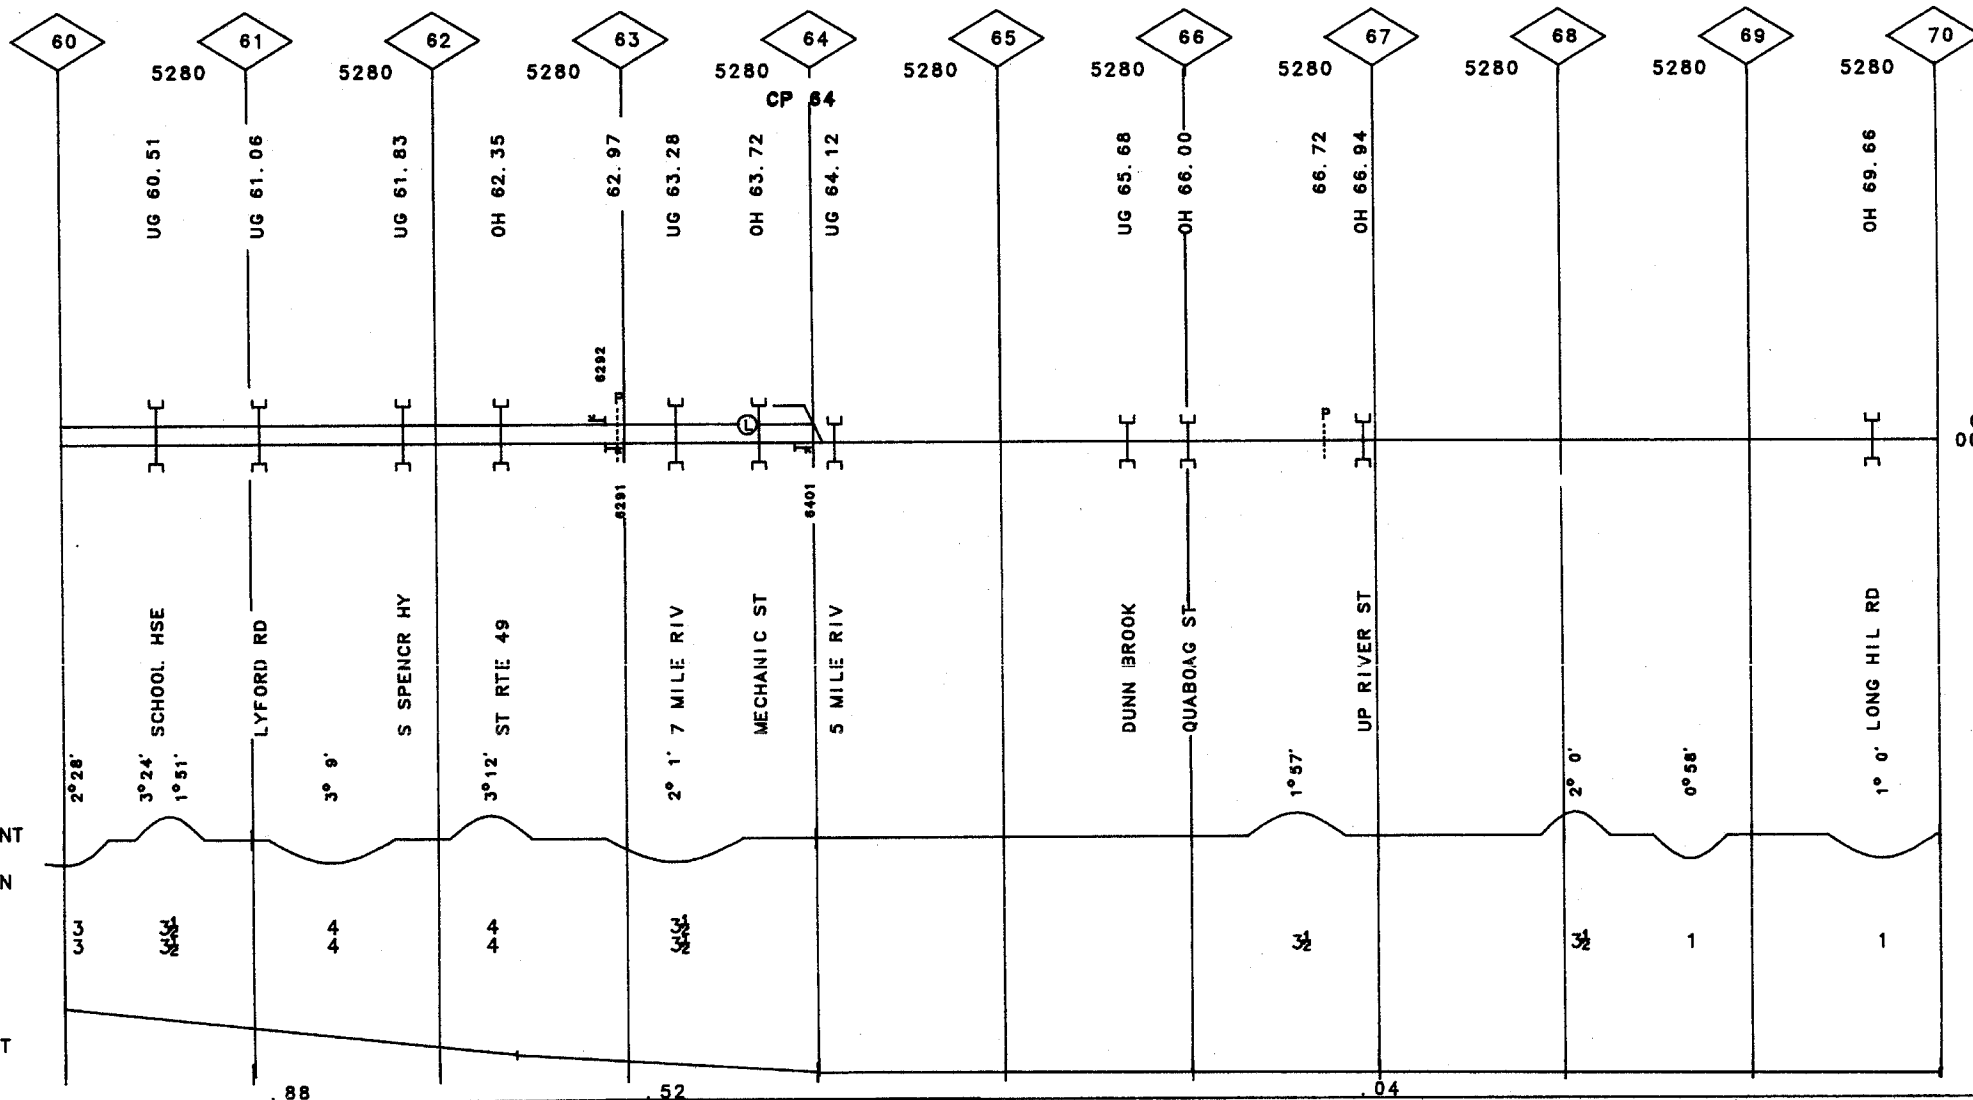 60 61 62 63 64 65 66 67 68 69 70
5280 5280 5280 5280 5280 5280 5280 5280 5280 5280
CP 64
UG 60.51
UG 61.06
UG 61.83
OH 62.35
62.97
UG 63.28
OH 63.72
UG 64.12
UG 65.68
OH 66.00
66.72
OH 66.94
OH 69.66
6292
L
P
6291
6401
SCHOOL HSE
LYFORD RD
S SPENCR HY
ST RTE 49
7 MILE RIV
MECHANIC ST
5 MILE RIV
DUNN BROOK
QUABOAG ST
UP RIVER ST
LONG HIL RD
2°28'
3°24'
1°51'
3° 9'
3°12'
2° 1'
1°57'
2° 0'
0°58'
1° 0'
NT
N
3 3½ 4 4 3½ 3½ 3½ 1 1
3 3½ 4 4 3½
T
.88 .52 .04